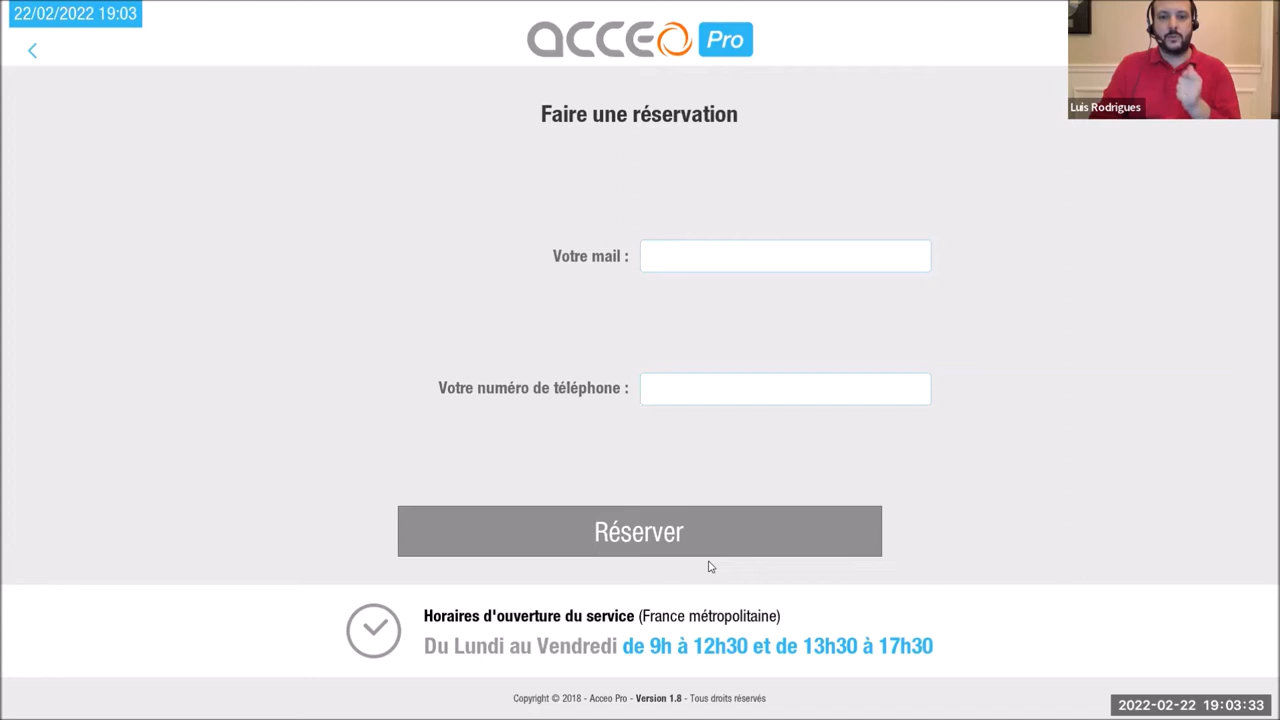 22/02/2022 19:03
acceo Pro
Luis Rodrigues
Faire une réservation
Votre mail :
Votre numéro de téléphone :
Réserver
Horaires d'ouverture du service (France métropolitaine)
Du Lundi au Vendredi de 9h à 12h30 et de 13h30 à 17h30
Copyright © 2018 - Acceo Pro - Version 1.8 - Tous droits réservés
2022-02-22 19:03:33